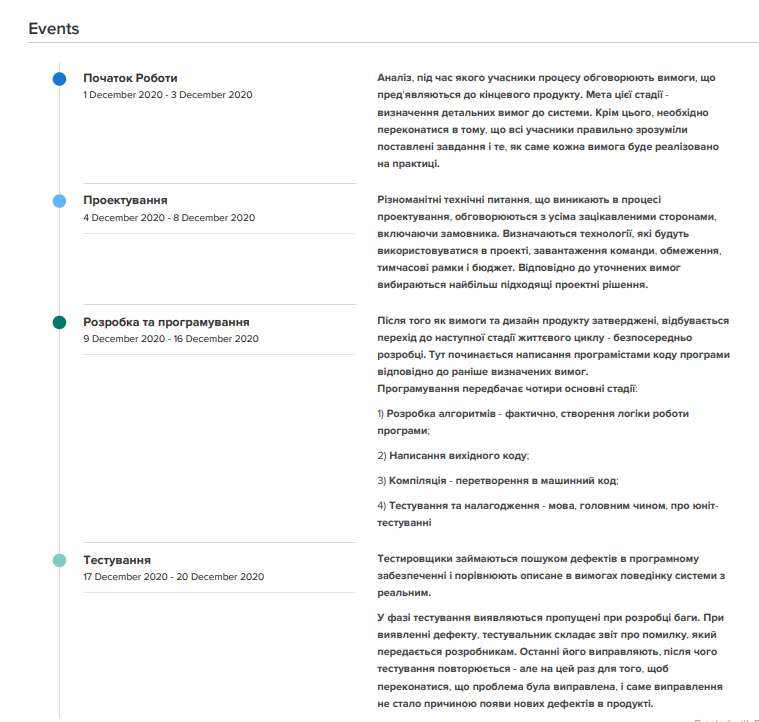 Events
Початок Роботи
1 December 2020 - 3 December 2020
Аналіз, під час якого учасники процесу обговорюють вимоги, що
пред'являються до кінцевого продукту. Мета цієї стадії -
визначення детальних вимог до системи. Крім цього, необхідно
переконатися в тому, що всі учасники правильно зрозуміли
поставлені завдання і те, як саме кожна вимога буде реалізовано
на практиці.
Проектування
4 December 2020 - 8 December 2020
Різноманітні технічні питання, що виникають в процесі
проектування, обговорюються з усіма зацікавленими сторонами,
включаючи замовника. Визначаються технології, які будуть
використовуватися в проекті, завантаження команди, обмеження,
тимчасові рамки і бюджет. Відповідно до уточнених вимог
вибираються найбільш підходящі проектні рішення.
Розробка та програмування
9 December 2020 - 16 December 2020
Після того як вимоги та дизайн продукту затверджені, відбувається
перехід до наступної стадії життєвого циклу - безпосередньо
розробці. Тут починається написання програмістами коду програми
відповідно до раніше визначених вимог.
Програмування передбачає чотири основні стадії:
1) Розробка алгоритмів - фактично, створення логіки роботи
програми;
2) Написання вихідного коду;
3) Компіляція - перетворення в машинний код;
4) Тестування та налагодження - мова, головним чином, про юніт-
тестуванні
Тестування
17 December 2020 - 20 December 2020
Тестировщики займаються пошуком дефектів в програмному
забезпеченні і порівнюють описане в вимогах поведінку системи з
реальним.
У фазі тестування виявляються пропущені при розробці баги. При
виявленні дефекту, тестувальник складає звіт про помилку, який
передається розробникам. Останні його виправляють, після чого
тестування повторюється - але на цей раз для того, щоб
переконатися, що проблема була виправлена, і саме виправлення
не стало причиною появи нових дефектів в продукті.